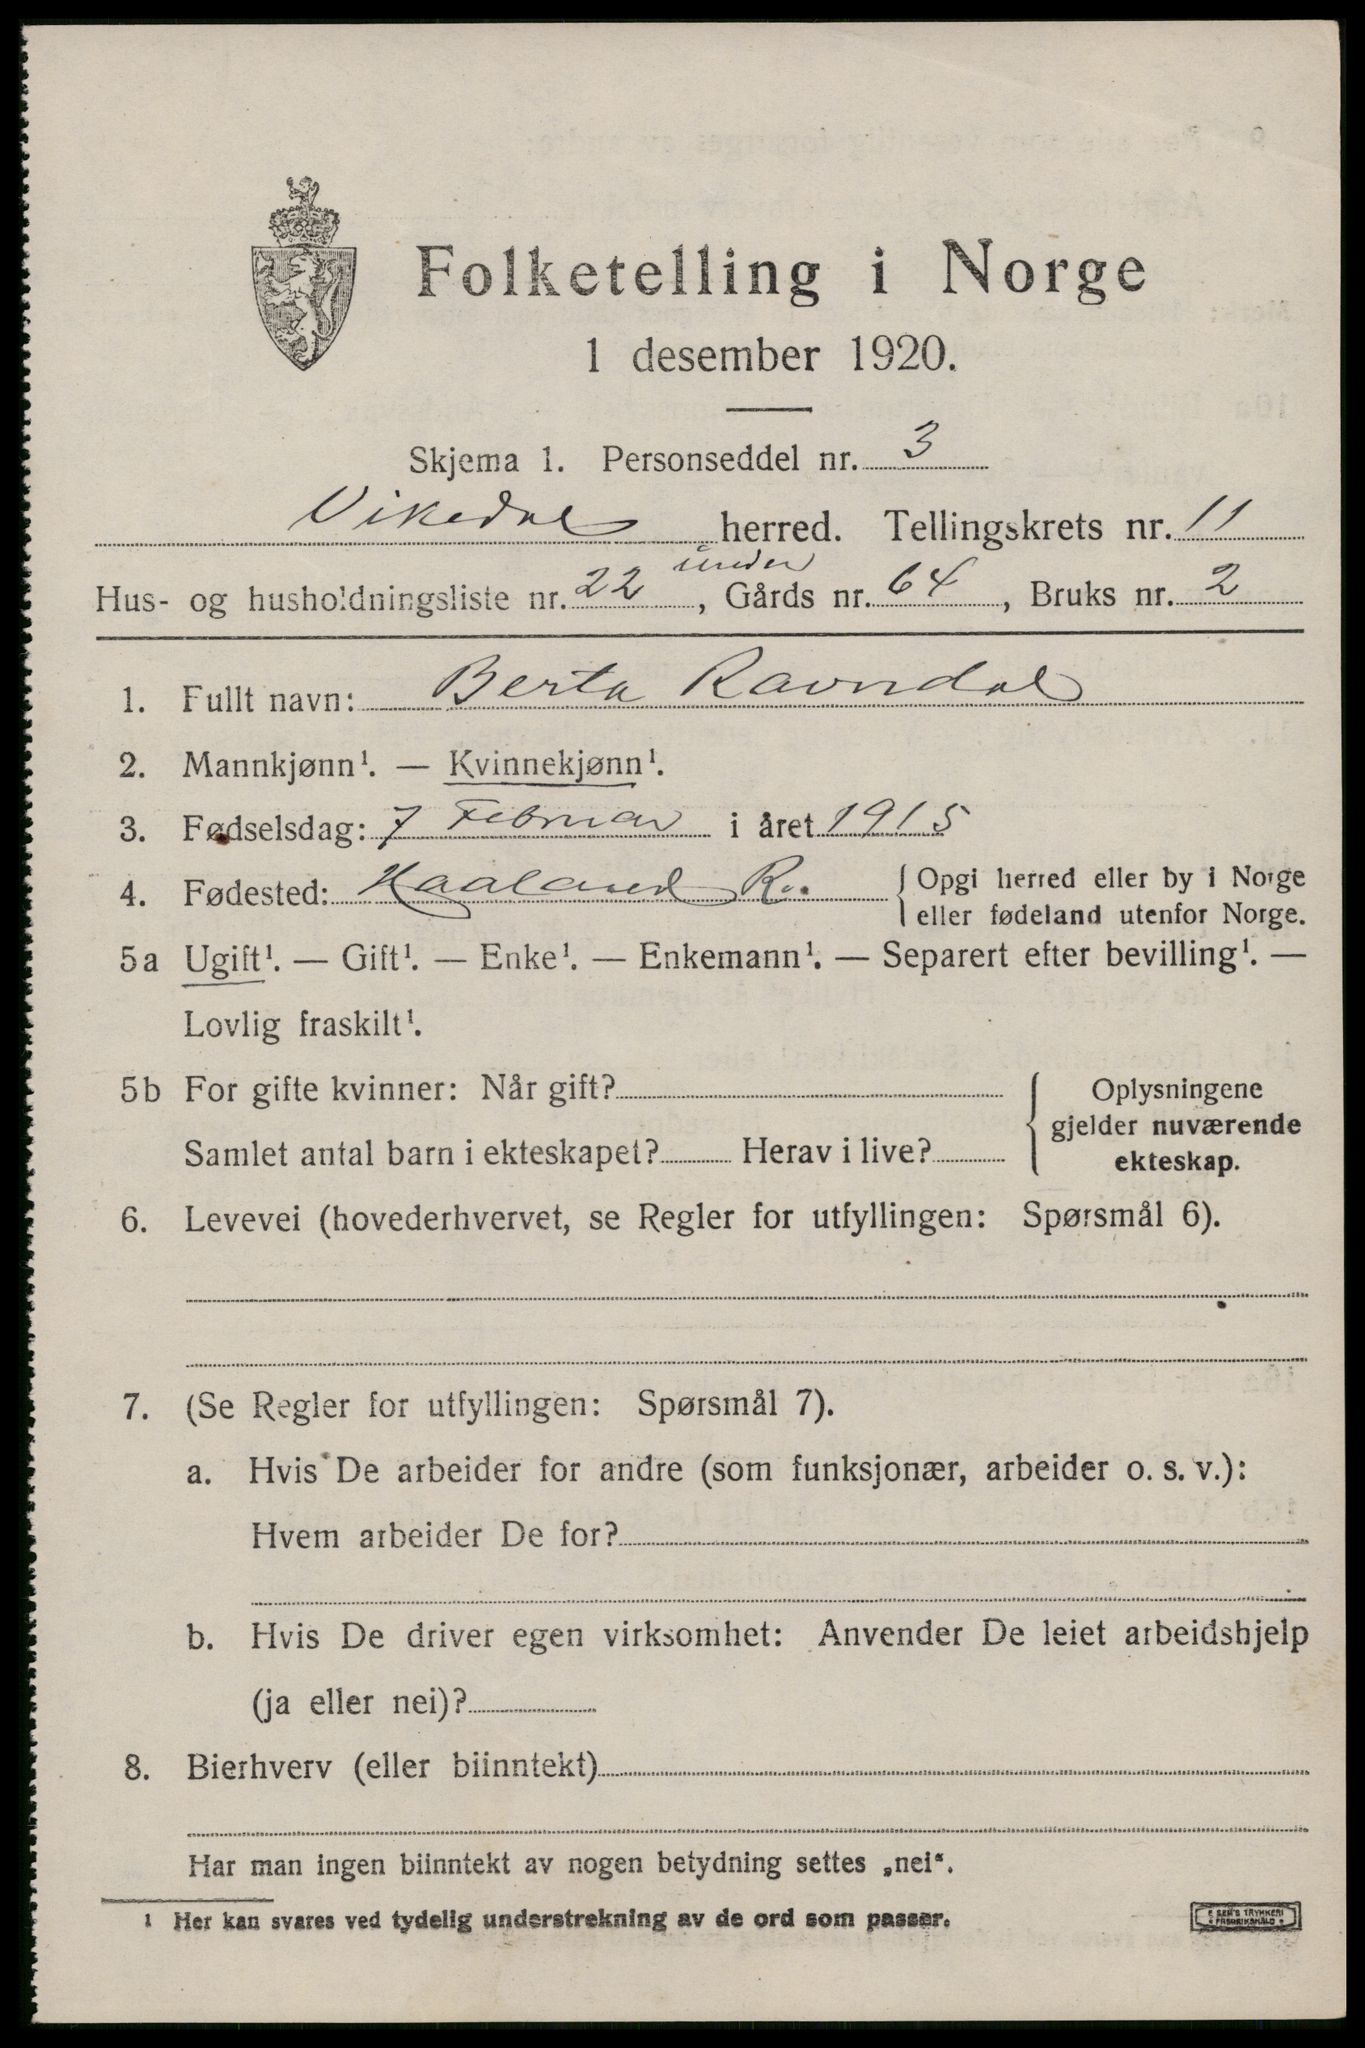 Folketelling i Norge
1 desember 1920.
Skjema 1. Personseddel nr. 3
Vikedal herred. Tellingskrets nr. 11
under
Hus- og husholdningsliste nr. 22, Gårds nr. 64, Bruks nr. 2
1. Fullt navn: Berta Ravndal
2. Mannkjønn¹. — Kvinnekjønn¹.
3. Fødselsdag: 7 Februar i året 1915
4. Fødested: Haaland R.. { Opgi herred eller by i Norge
eller fødeland utenfor Norge.
5a Ugift¹. — Gift¹. — Enke¹. — Enkemann¹. — Separert efter bevilling¹. —
Lovlig fraskilt¹.
5b For gifte kvinner: Når gift? { Oplysningene
gjelder nuværende
Samlet antal barn i ekteskapet? Herav i live? ekteskap.
6. Levevei (hovederhvervet, se Regler for utfyllingen: Spørsmål 6).
7. (Se Regler for utfyllingen: Spørsmål 7).
a. Hvis De arbeider for andre (som funksjonær, arbeider o. s. v.):
Hvem arbeider De for?
b. Hvis De driver egen virksomhet: Anvender De leiet arbeidshjelp
(ja eller nei)?
8. Bierhverv (eller biinntekt)
Har man ingen biinntekt av nogen betydning settes „nei“.
¹ Her kan svares ved tydelig understrekning av de ord som passer.
E SEM'S TRYKKERI
FREDRIKSHALD